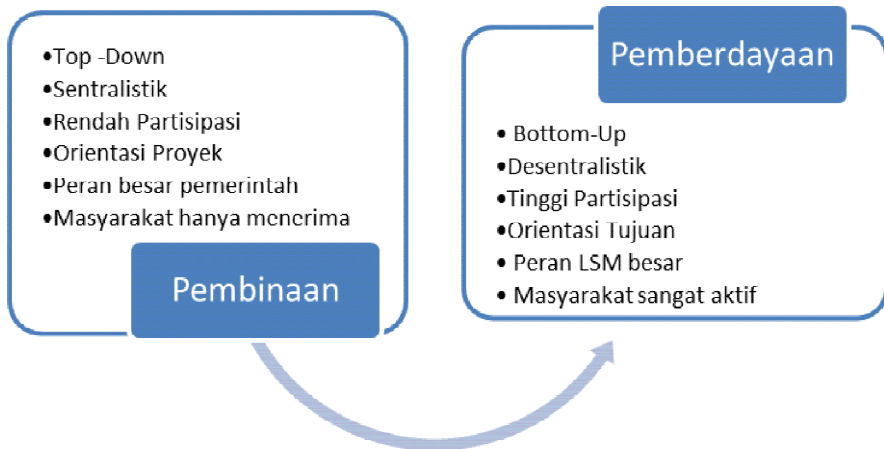 •Top -Down
•Sentralistik
•Rendah Partisipasi
•Orientasi Proyek
•Peran besar pemerintah
•Masyarakat hanya menerima
Pembinaan
Pemberdayaan
• Bottom-Up
•Desentralistik
•Tinggi Partisipasi
•Orientasi Tujuan
• Peran LSM besar
• Masyarakat sangat aktif